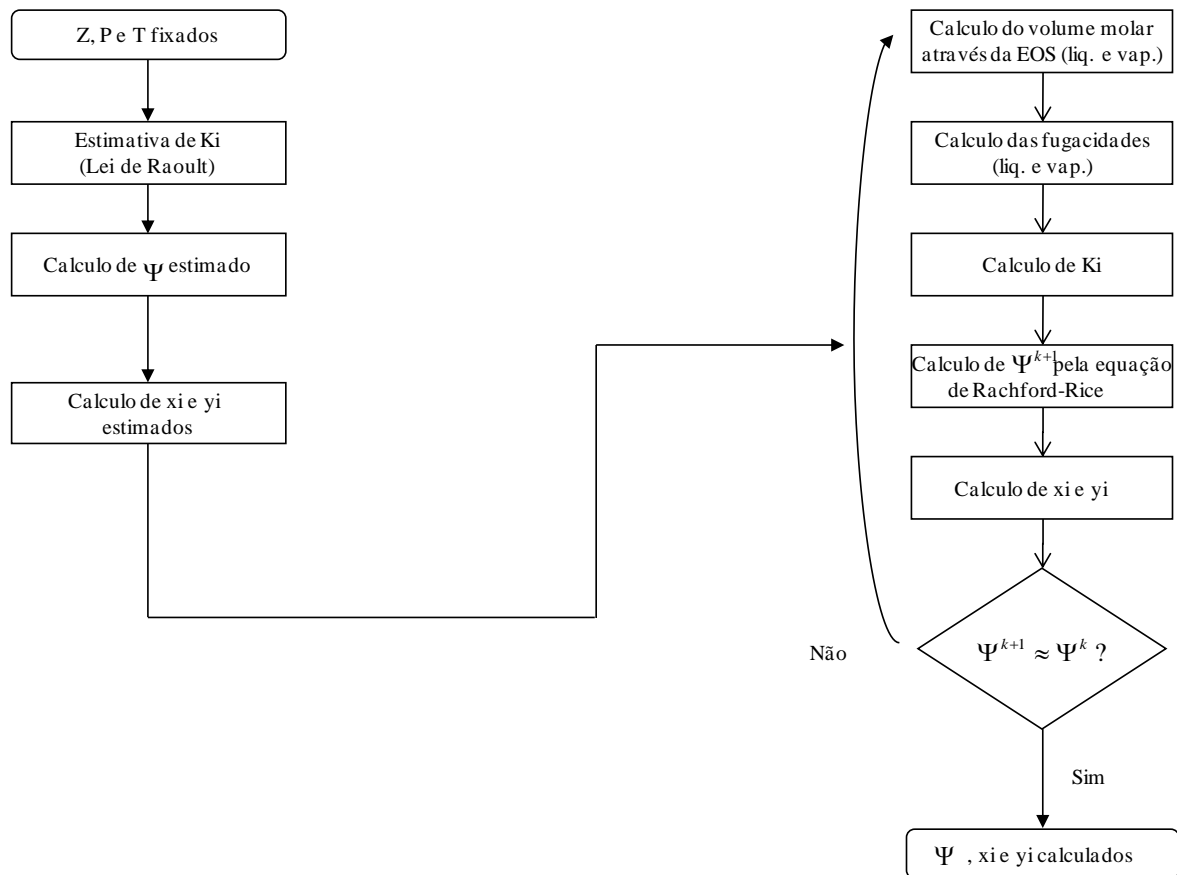 Z, P e T fixados
Estimativa de Ki
(Lei de Raoult)
Calculo de Ψ estimado
Calculo de xi e yi
estimados
Calculo do volume molar
através da EOS (liq. e vap.)
Calculo das fugacidades
(liq. e vap.)
Calculo de Ki
Calculo de Ψ^{k+1} pela equação
de Rachford-Rice
Calculo de xi e yi
Ψ^{k+1} ≈ Ψ^{k} ?
Não
Sim
Ψ , xi e yi calculados